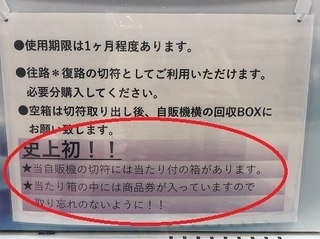 ●使用期限は1ヶ月程度あります。
●往路＊復路の切符としてご利用いただけます。
必要分購入してください。
●空箱は切符取り出し後、自販機横の回収BOXに
お願い致します。
史上初！！
★当自販機の切符には当たり付の箱があります。
★当たり箱の中には商品券が入っていますので
取り忘れのないように！！